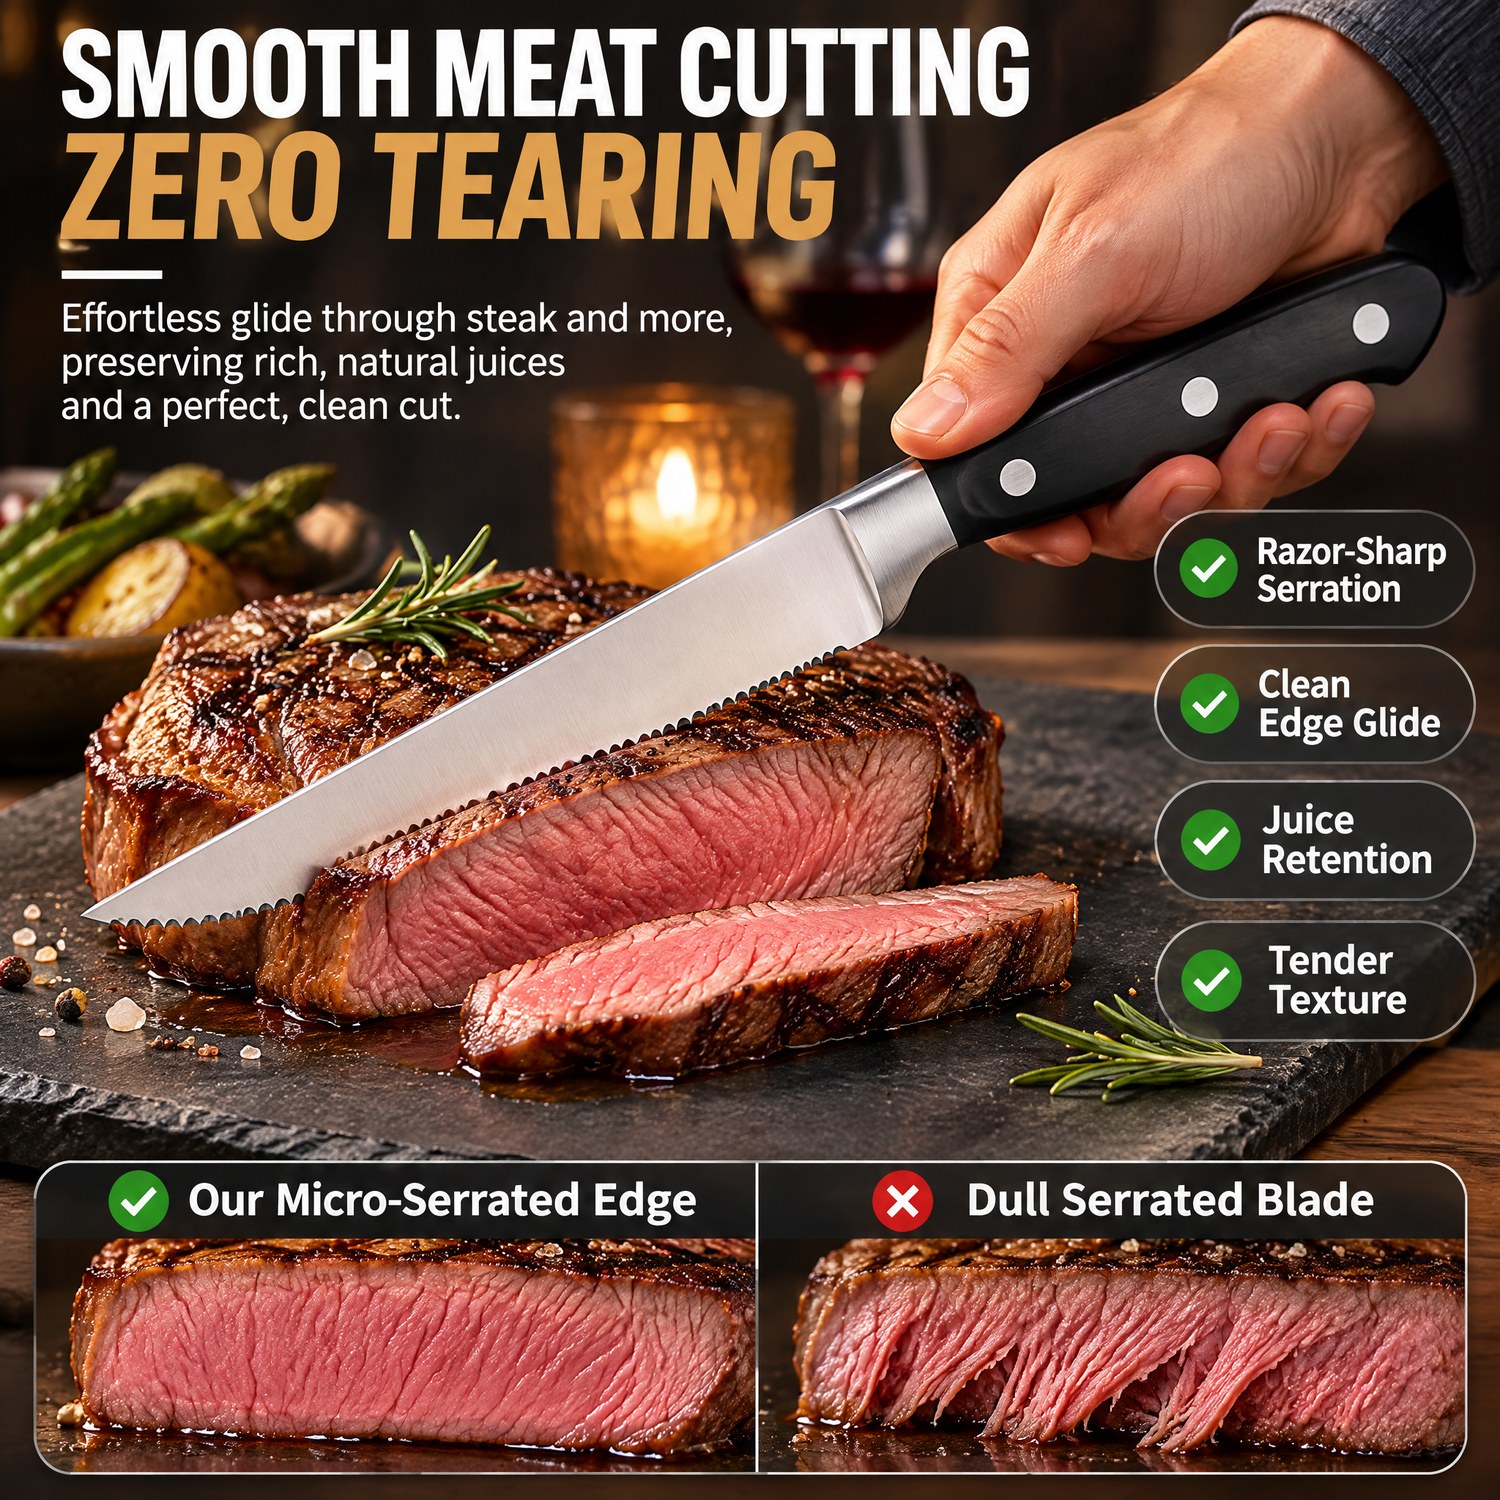 SMOOTH MEAT CUTTING
ZERO TEARING
Effortless glide through steak and more,
preserving rich, natural juices
and a perfect, clean cut.
Razor-Sharp
Serration
Clean
Edge Glide
Juice
Retention
Tender
Texture
Our Micro-Serrated Edge
Dull Serrated Blade